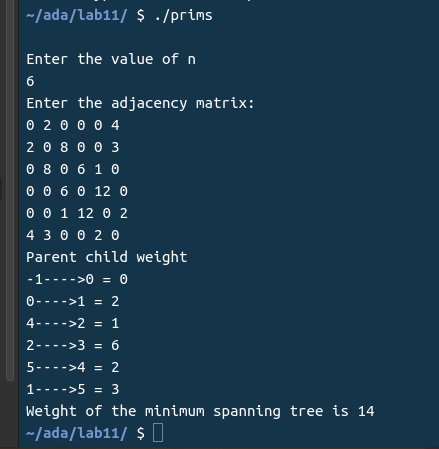 ~/ada/lab11/ $ ./prims
Enter the value of n
6
Enter the adjacency matrix:
0 2 0 0 0 4
2 0 8 0 0 3
0 8 0 6 1 0
0 0 6 0 12 0
0 0 1 12 0 2
4 3 0 0 2 0
Parent child weight
-1---->0 = 0
0---->1 = 2
4---->2 = 1
2---->3 = 6
5---->4 = 2
1---->5 = 3
Weight of the minimum spanning tree is 14
~/ada/lab11/ $